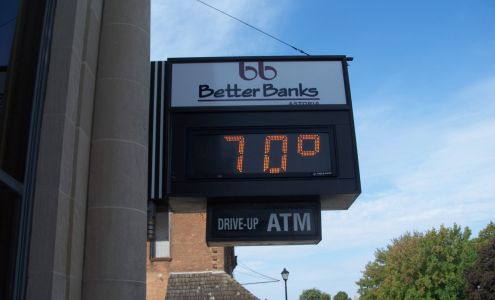 bb
Better Banks
ASTORIA
70°
DRIVE-UP ATM